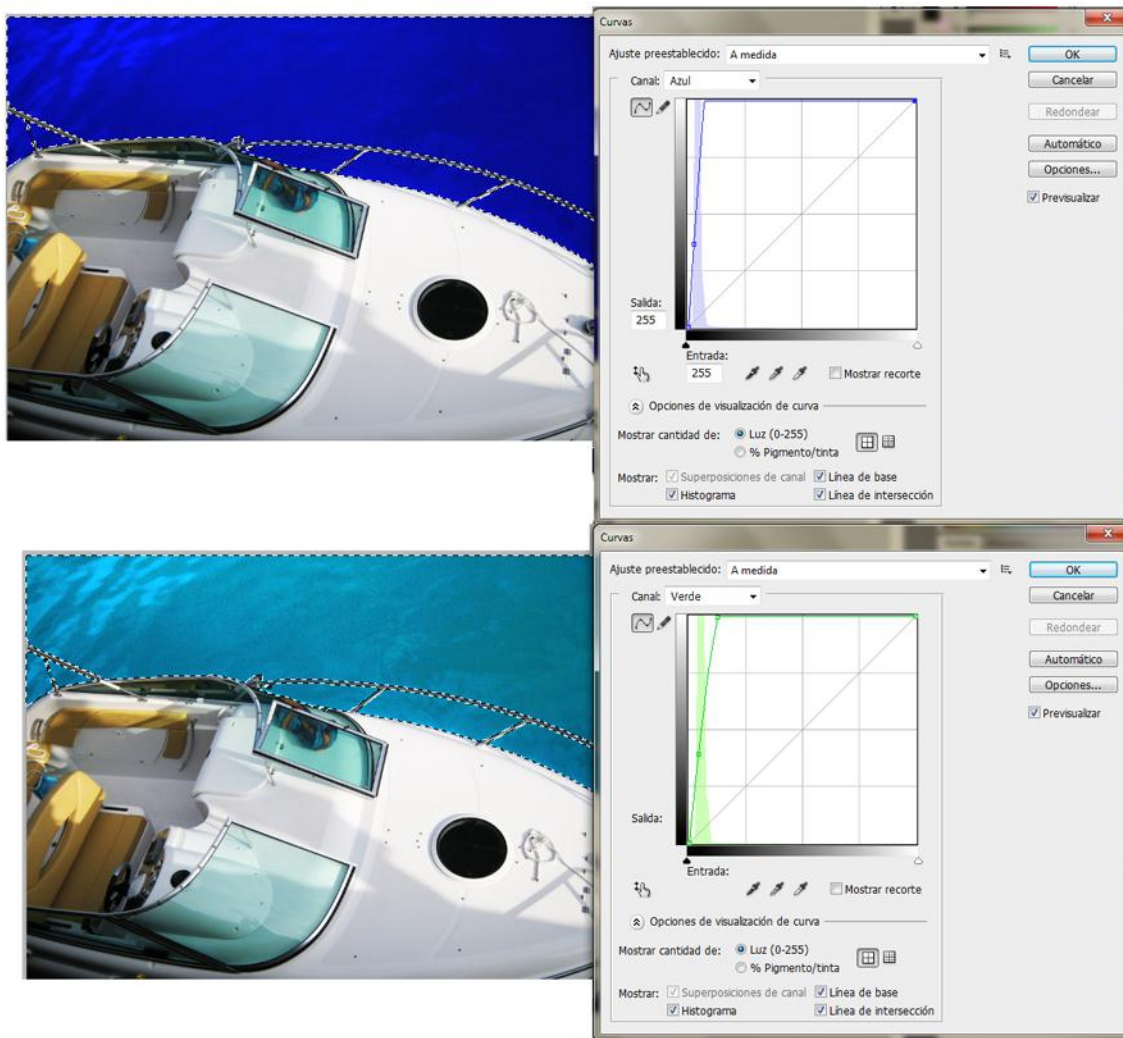 Curvas
Ajuste preestablecido: A medida
OK
Canal: Azul
Cancelar
Redondear
Automático
Opciones...
Previsualizar
Salida:
255
Entrada:
255
Mostrar recorte
Opciones de visualización de curva
Mostrar cantidad de: Luz (0-255)
% Pigmento/tinta
Mostrar: Superposiciones de canal Línea de base
Histograma Línea de intersección
Curvas
Ajuste preestablecido: A medida
OK
Canal: Verde
Cancelar
Redondear
Automático
Opciones...
Previsualizar
Salida:
Entrada:
Mostrar recorte
Opciones de visualización de curva
Mostrar cantidad de: Luz (0-255)
% Pigmento/tinta
Mostrar: Superposiciones de canal Línea de base
Histograma Línea de intersección